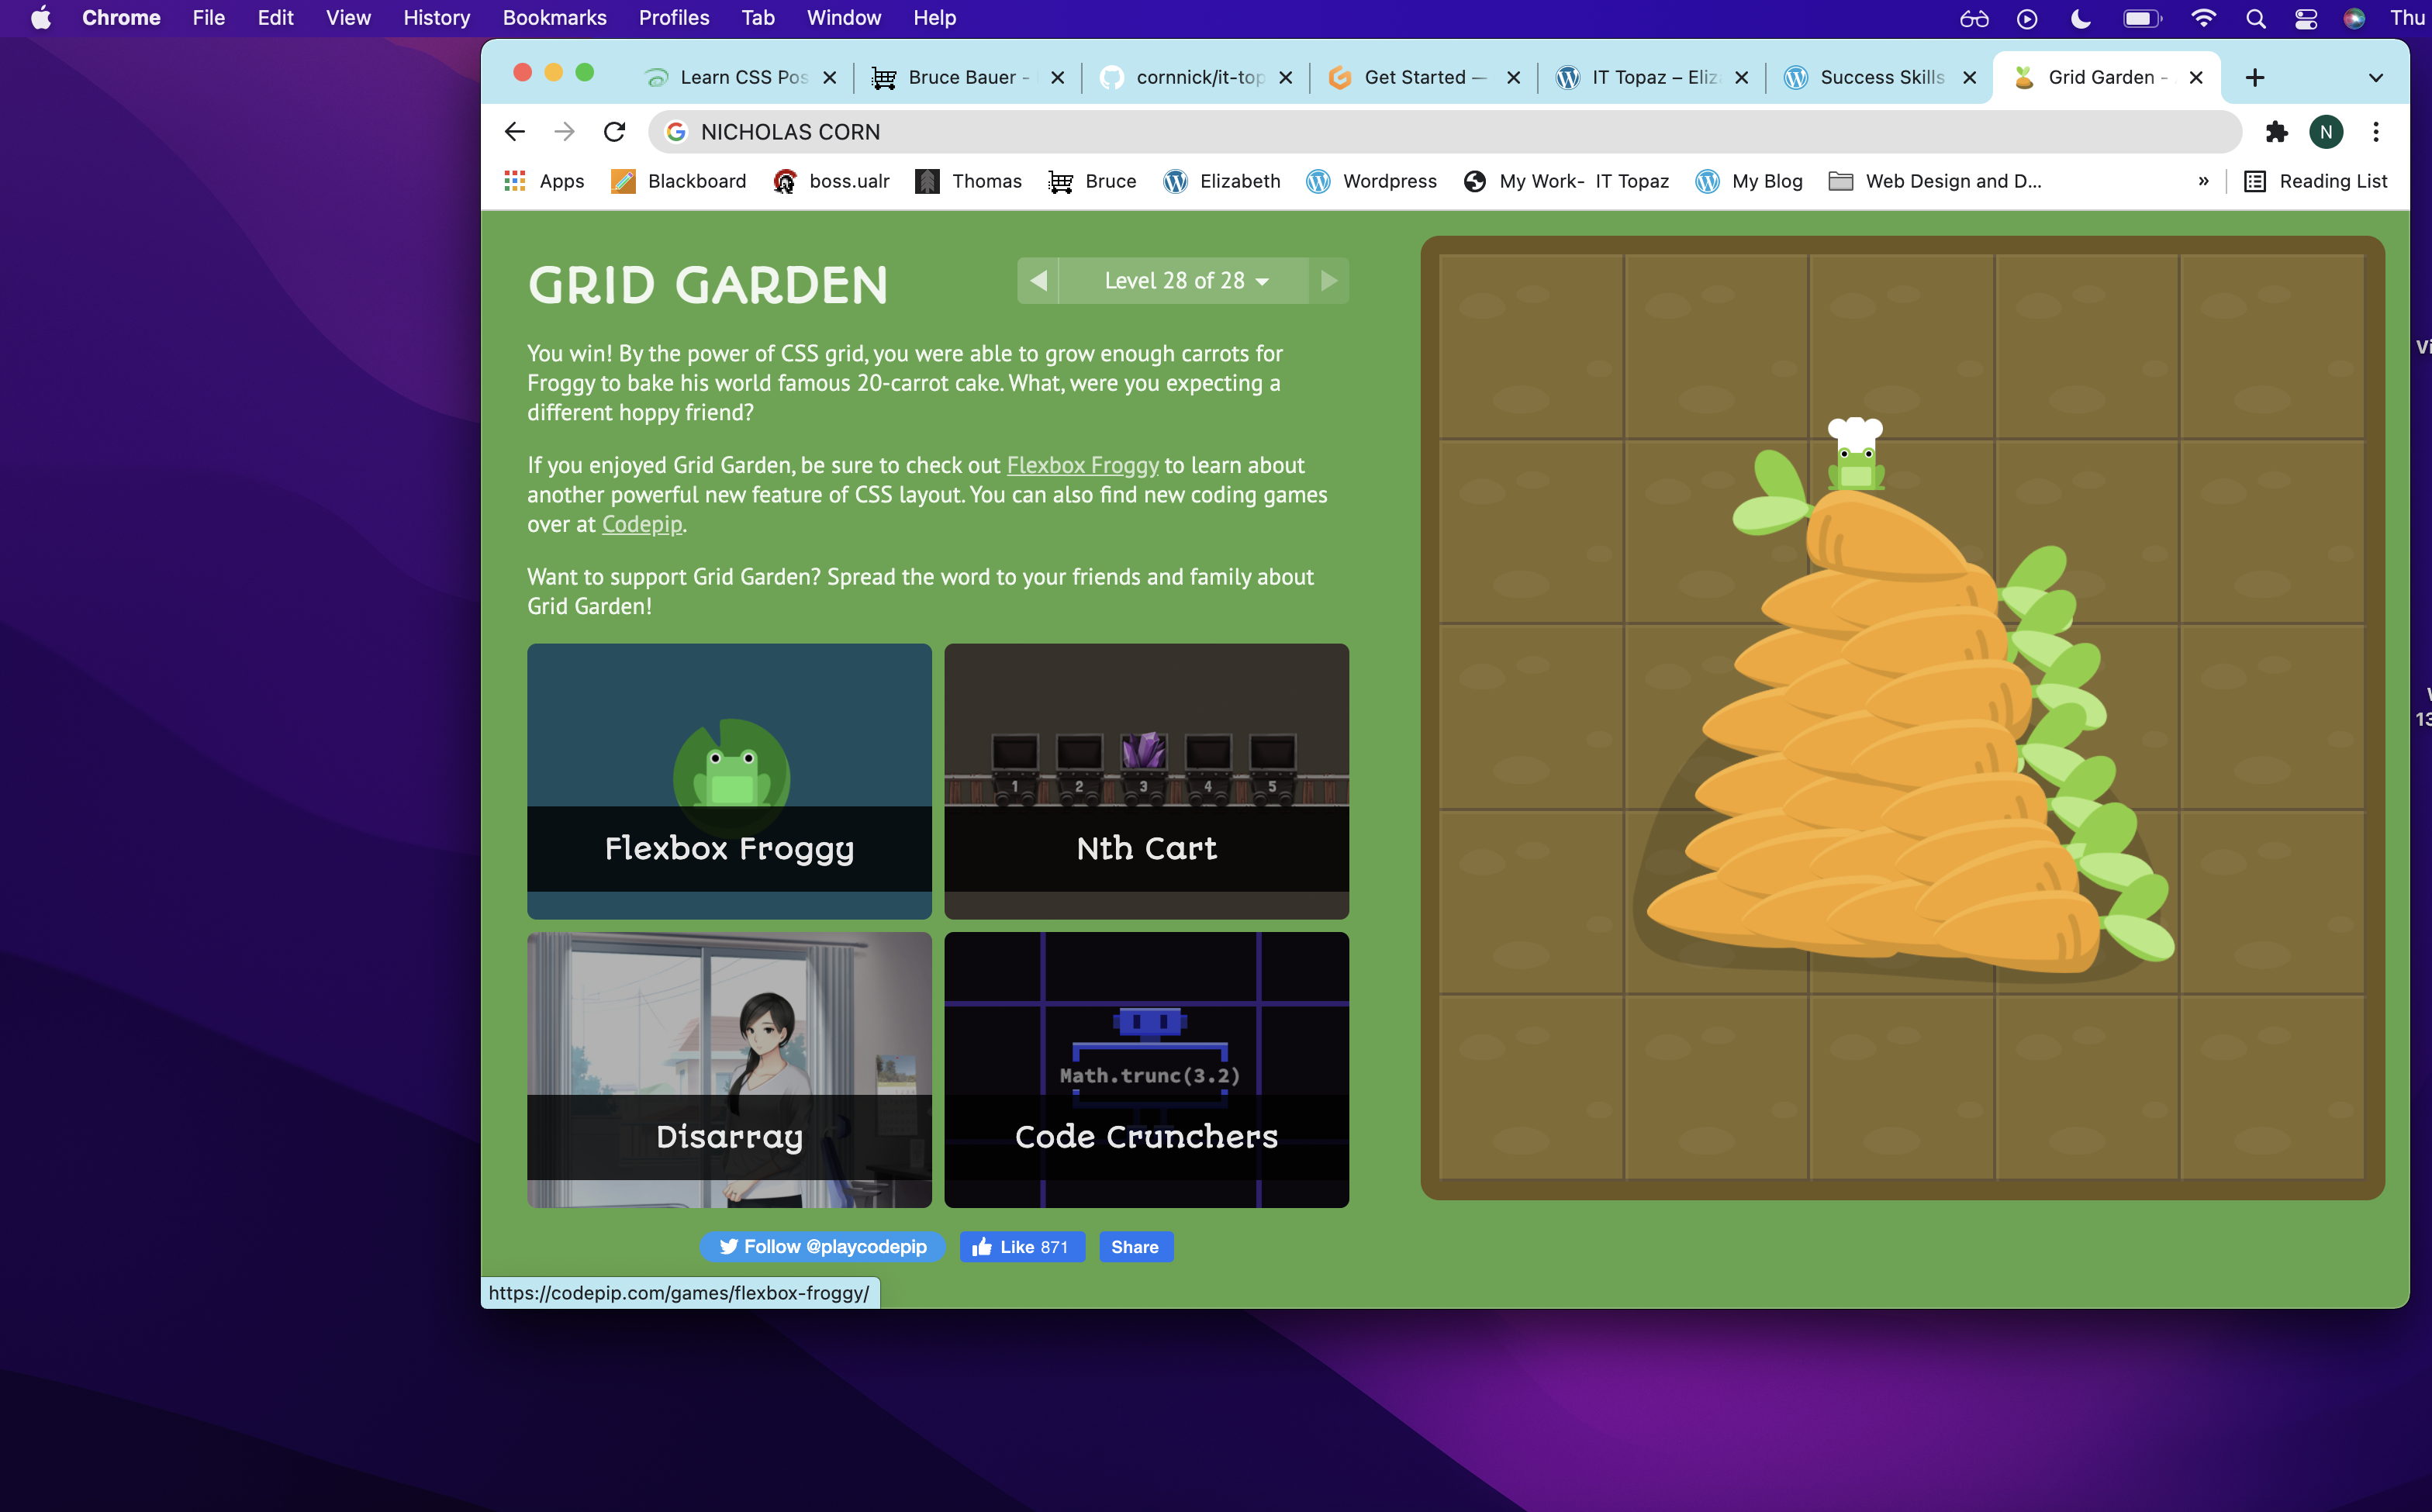 Chrome File Edit View History Bookmarks Profiles Tab Window Help Thu
Learn CSS Pos Bruce Bauer - cornnick/it-top Get Started — IT Topaz – Eliz Success Skills Grid Garden -
NICHOLAS CORN N
Apps Blackboard boss.ualr Thomas Bruce Elizabeth Wordpress My Work- IT Topaz My Blog Web Design and D... » Reading List
GRID GARDEN
Level 28 of 28
You win! By the power of CSS grid, you were able to grow enough carrots for
Froggy to bake his world famous 20-carrot cake. What, were you expecting a
different hoppy friend?
If you enjoyed Grid Garden, be sure to check out Flexbox Froggy to learn about
another powerful new feature of CSS layout. You can also find new coding games
over at Codepip.
Want to support Grid Garden? Spread the word to your friends and family about
Grid Garden!
1 2 3 4 5
Flexbox Froggy
Nth Cart
Math.trunc(3.2)
Disarray
Code Crunchers
Follow @playcodepip Like 871 Share
https://codepip.com/games/flexbox-froggy/
Vi
13